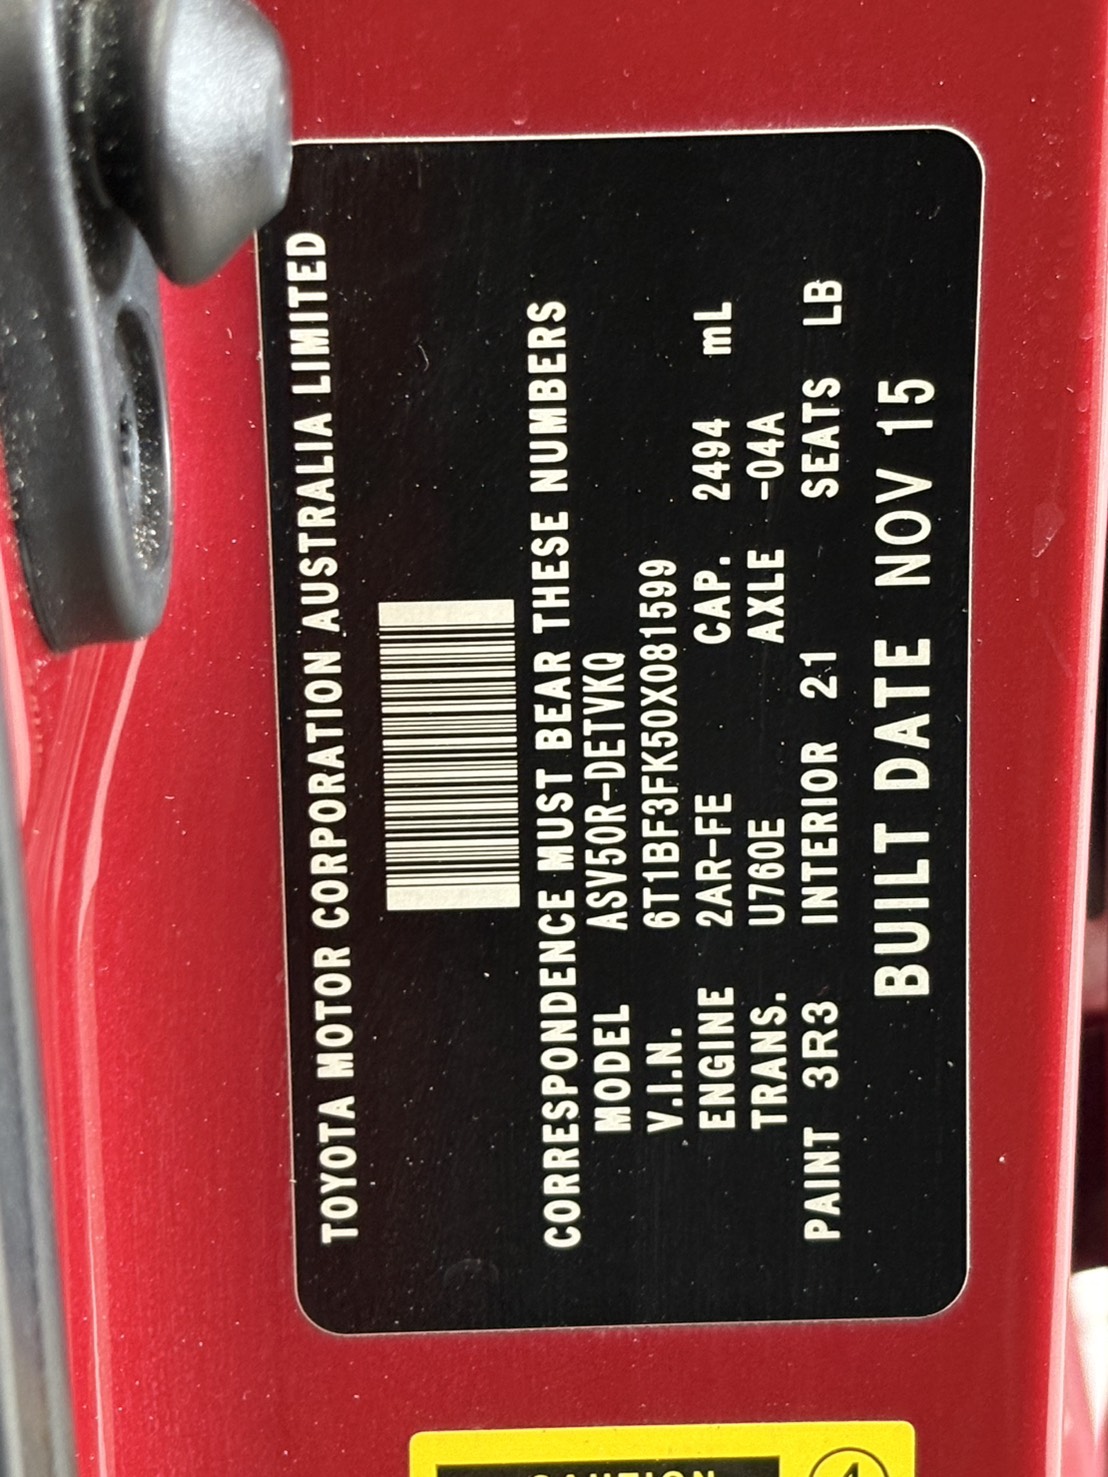 TOYOTA MOTOR CORPORATION AUSTRALIA LIMITED
CORRESPONDENCE MUST BEAR THESE NUMBERS
MODEL ASV50R-DETVKQ
V.I.N. 6T1BF3FK50X081599
ENGINE 2AR-FE CAP. 2494 mL
TRANS. U760E AXLE -04A
PAINT 3R3 INTERIOR 21 SEATS LB
BUILT DATE NOV 15
CAUTION